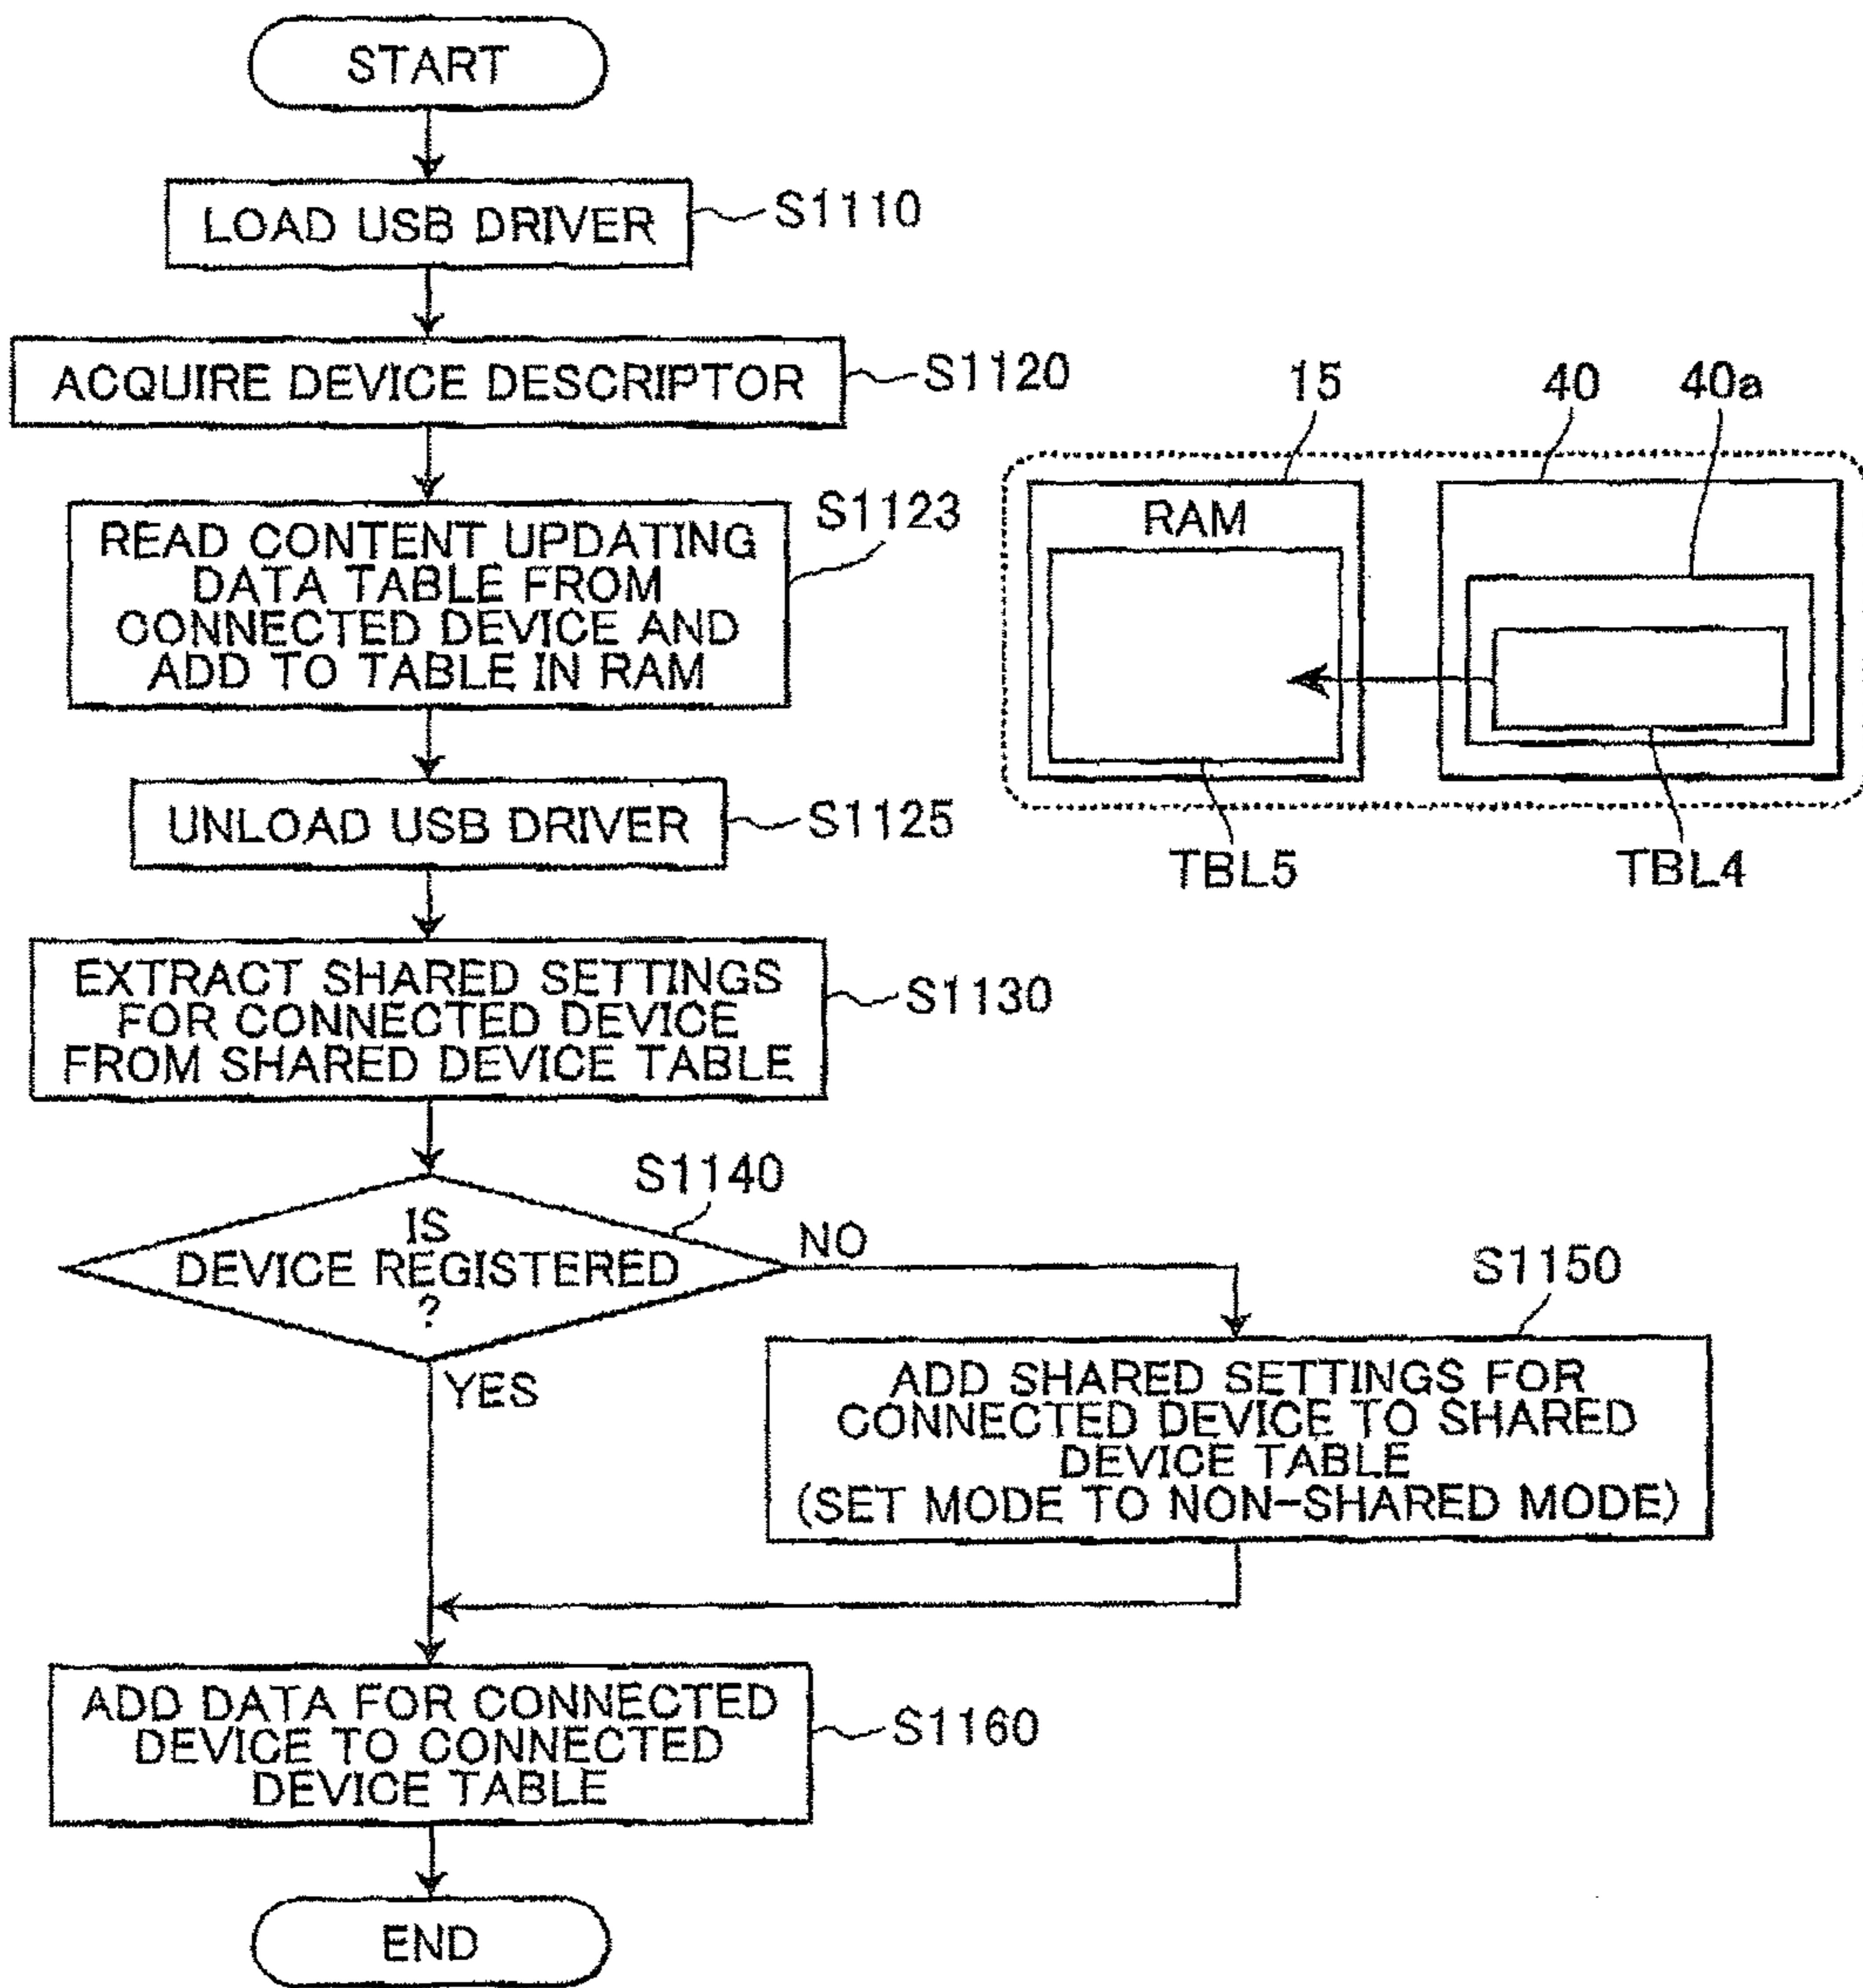 START
LOAD USB DRIVER
S1110
ACQUIRE DEVICE DESCRIPTOR
S1120
READ CONTENT UPDATING
DATA TABLE FROM
CONNECTED DEVICE AND
ADD TO TABLE IN RAM
S1123
15
40
40a
RAM
TBL5
TBL4
UNLOAD USB DRIVER
S1125
EXTRACT SHARED SETTINGS
FOR CONNECTED DEVICE
FROM SHARED DEVICE TABLE
S1130
S1140
IS
DEVICE REGISTERED
?
NO
YES
S1150
ADD SHARED SETTINGS FOR
CONNECTED DEVICE TO SHARED
DEVICE TABLE
(SET MODE TO NON-SHARED MODE)
ADD DATA FOR CONNECTED
DEVICE TO CONNECTED
DEVICE TABLE
S1160
END